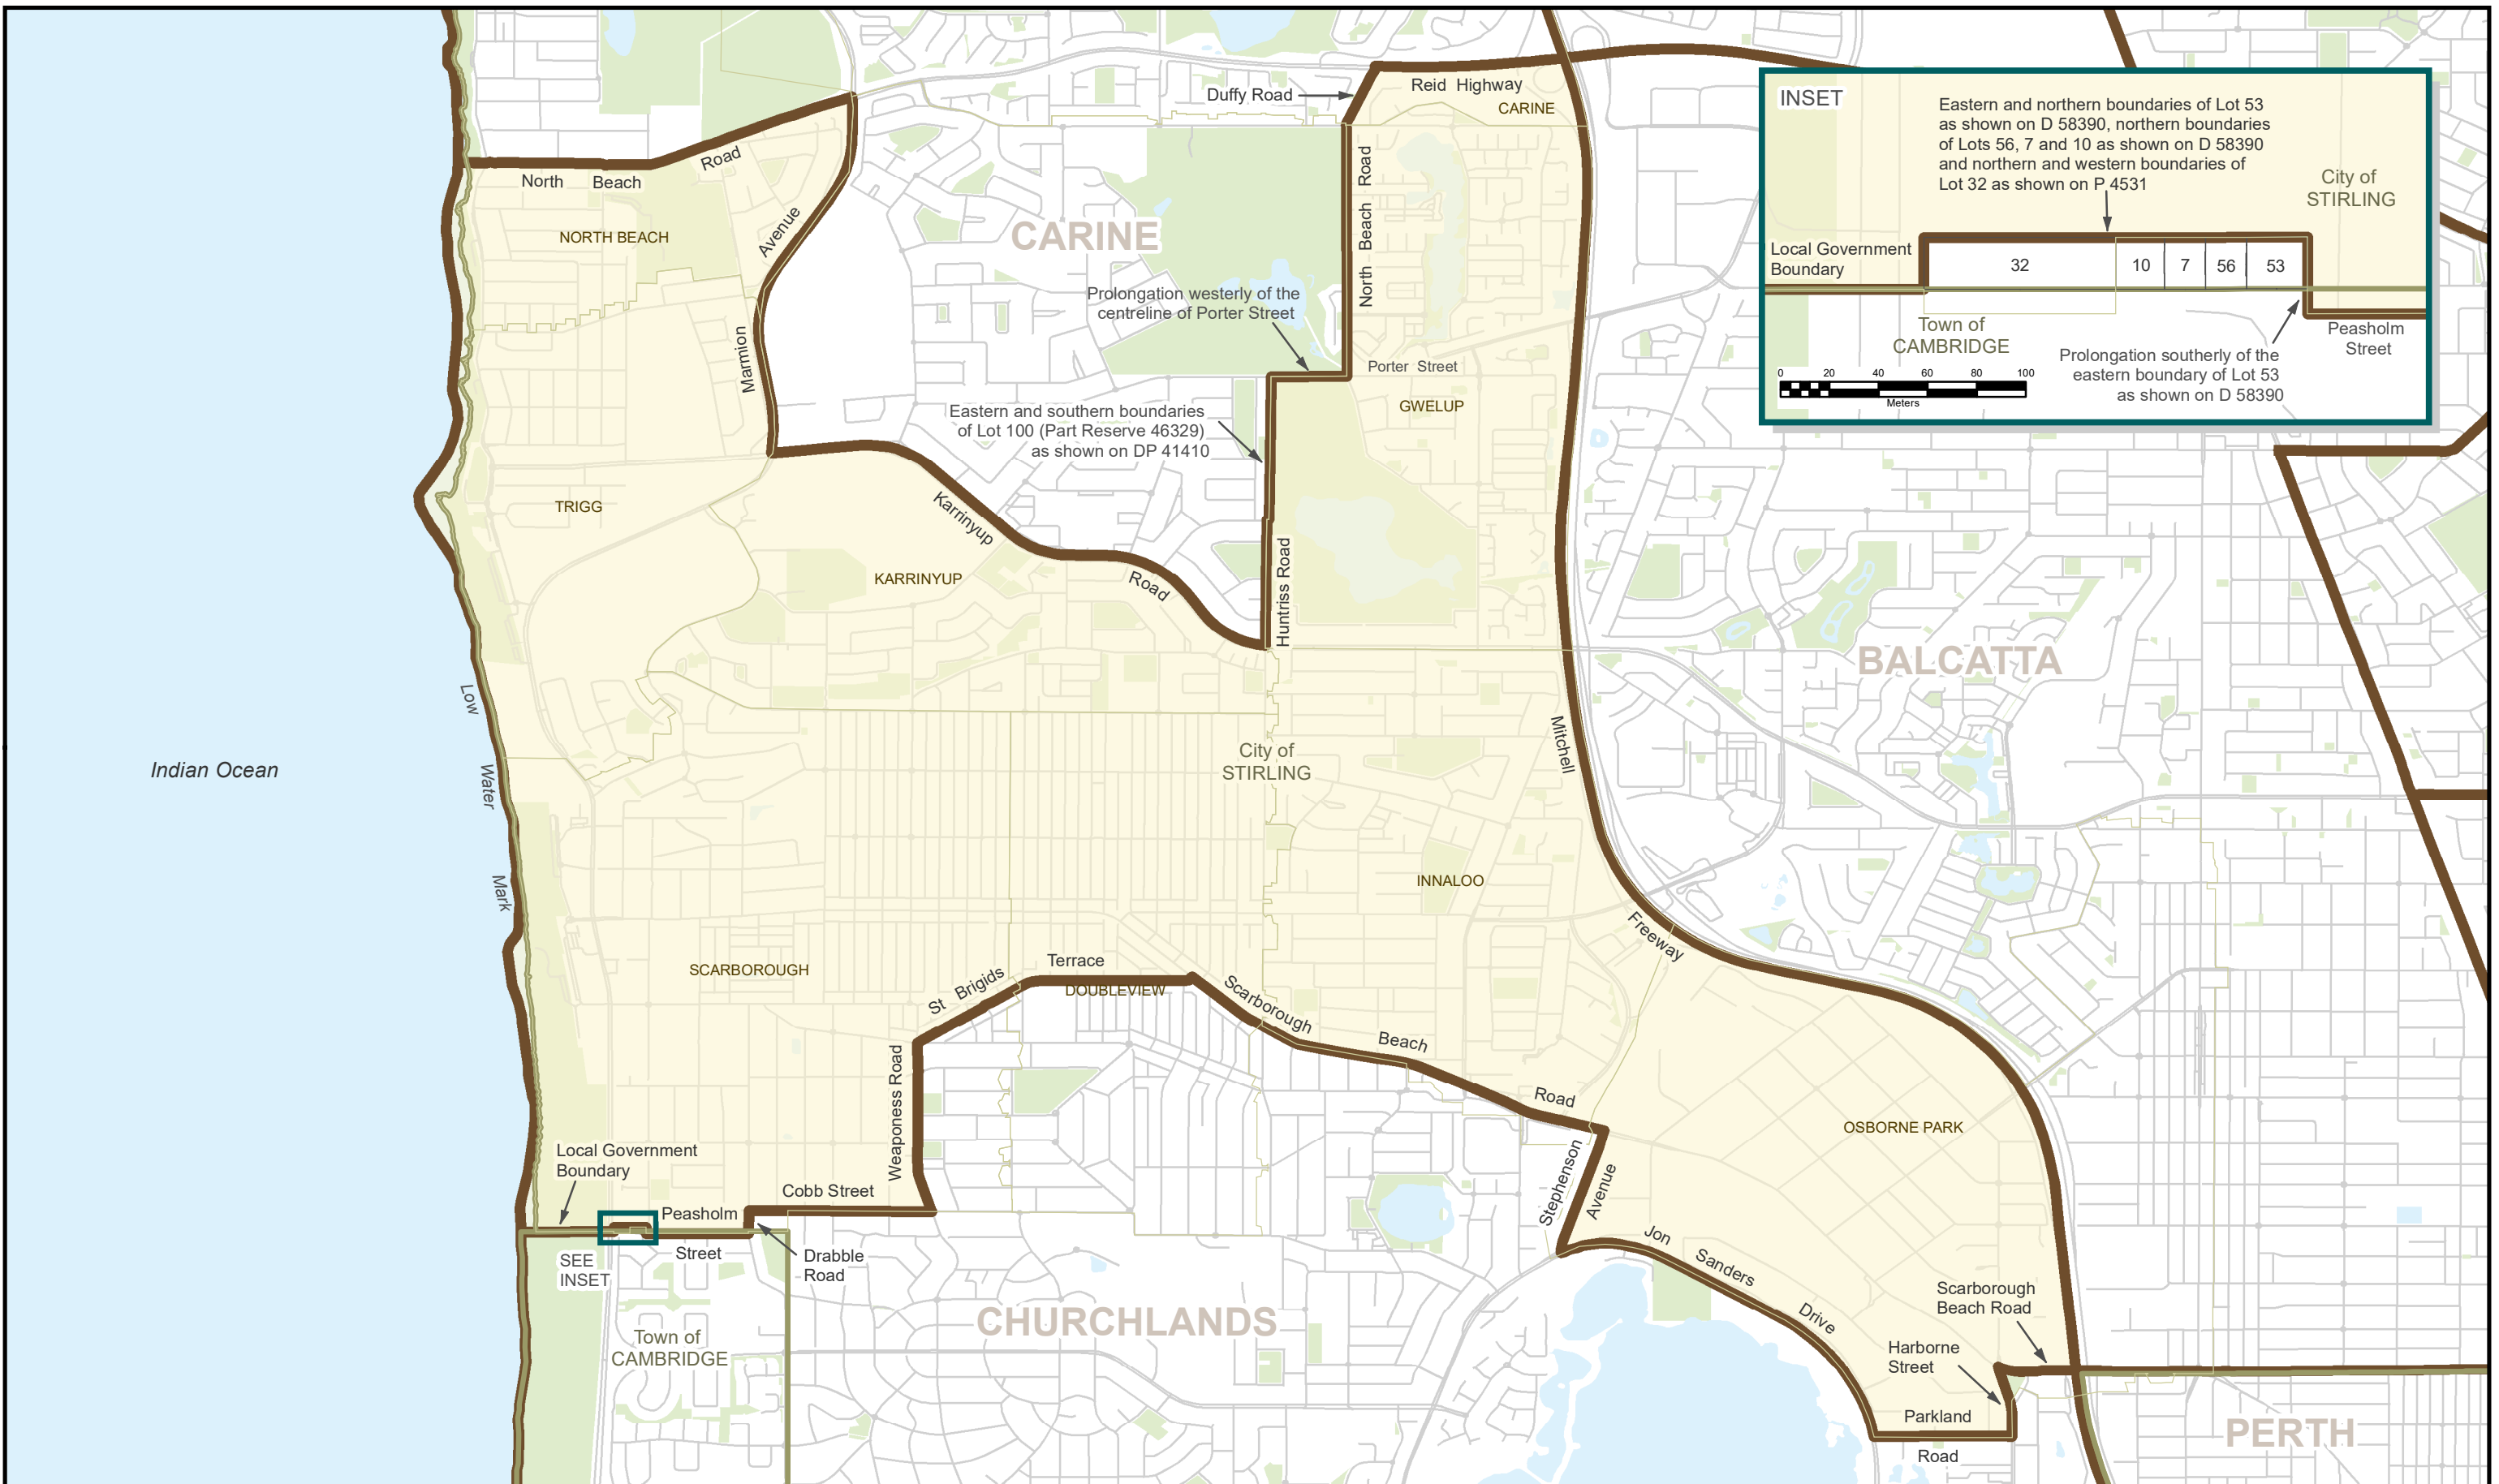 INSET
Eastern and northern boundaries of Lot 53
as shown on D 58390, northern boundaries
of Lots 56, 7 and 10 as shown on D 58390
and northern and western boundaries of
Lot 32 as shown on P 4531
City of
STIRLING
Local Government
Boundary
32
10
7
56
53
Town of
CAMBRIDGE
Peasholm
Street
Prolongation southerly of the
eastern boundary of Lot 53
as shown on D 58390
0 20 40 60 80 100
Meters
Duffy Road
Reid Highway
CARINE
North Beach Road
NORTH BEACH
Marmion Avenue
CARINE
North Beach Road
Prolongation westerly of the
centreline of Porter Street
Porter Street
GWELUP
Eastern and southern boundaries
of Lot 100 (Part Reserve 46329)
as shown on DP 41410
TRIGG
Karrinyup Road
KARRINYUP
Huntriss Road
BALCATTA
Low Water Mark
Indian Ocean
City of
STIRLING
Mitchell Freeway
INNALOO
SCARBOROUGH
St Brigids Terrace
DOUBLEVIEW
Scarborough Beach Road
Weaponess Road
OSBORNE PARK
Stephenson Avenue
Local Government
Boundary
Cobb Street
Peasholm
Street
Drabble
Road
SEE
INSET
Jon Sanders Drive
Scarborough
Beach Road
Harborne
Street
Town of
CAMBRIDGE
CHURCHLANDS
Parkland
Road
PERTH